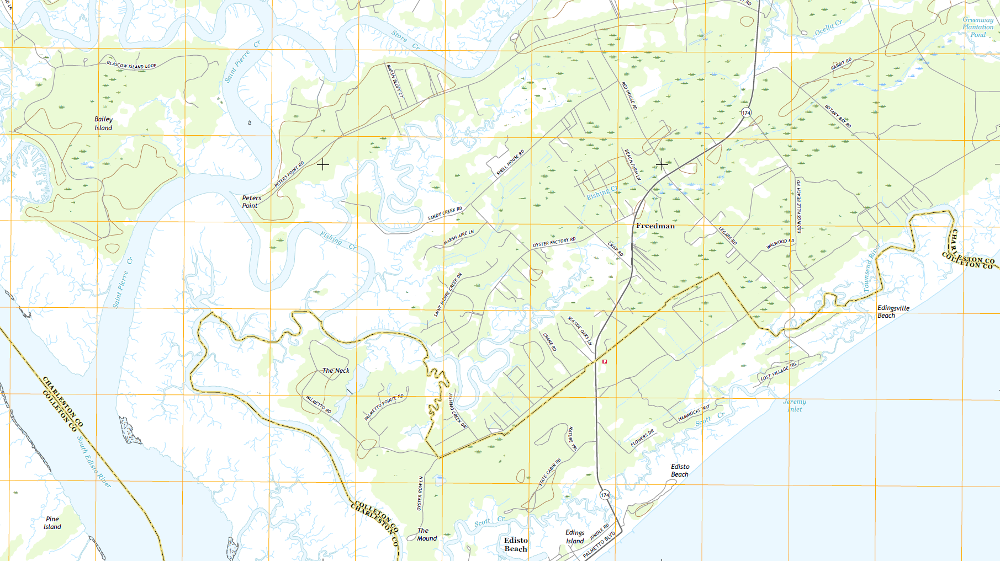 Greenway
Plantation
Pond
Ocella Cr
Store Cr
Saint Pierre Cr
GLASCOW ISLAND LOOP
MARSH BLUFF CT
RED HOUSE RD
RABBIT RD
174
BOTANY BAY RD
Bailey
Island
PETERS POINT RD
SHELL HOUSE RD
BEACH FARM LN
Fishing Cr
Peters
Point
SANDY CREEK RD
EDINGSVILLE BEACH RD
Freedman
MARSH AIRE LN
OYSTER FACTORY RD
Fishing Cr
CRISP RD
LEGARE RD
WALWOOD RD
CHARLESTON CO
COLLETON CO
Saint Pierre Cr
Townsend River
SAINT PIERRE CREEK DR
Edingsville
Beach
SEASIDE OAKS LN
CRANE RD
F
The Neck
LOST VILLAGE TRL
CHARLESTON CO
COLLETON CO
PALMETTO RD
PALMETTO POINTE RD
FISHING CREEK DR
Jeremy
Inlet
HAMMOCKS WAY
Scott Cr
NATURE TRL
FLOWERS DR
South Edisto River
STATE CABIN RD
Edisto
Beach
OYSTER ROW LN
174
COLLETON CO
CHARLESTON CO
Pine
Island
Scott Cr
The
Mound
Edings
Island
JUNGLE RD
PALMETTO BLVD
Edisto
Beach